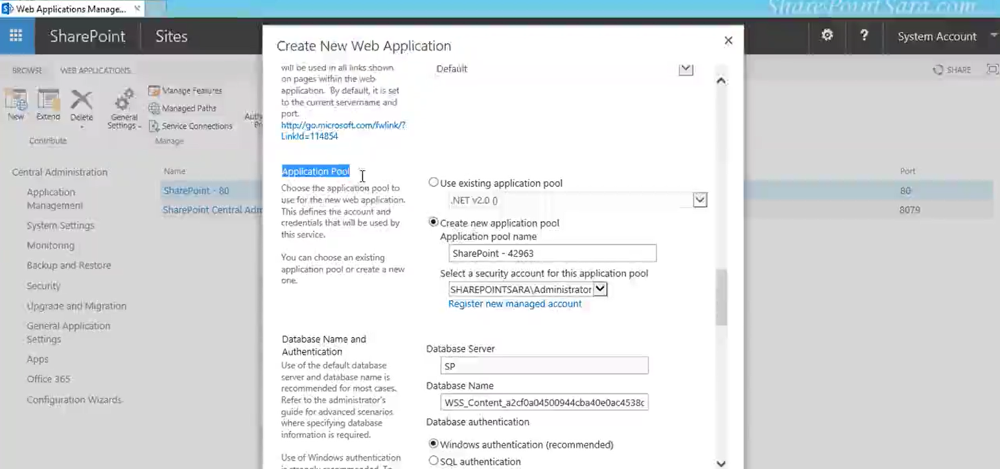 Web Applications Manage...
SharePointSara.com
SharePoint
Sites
?
System Account
BROWSE
WEB APPLICATIONS
SHARE
New
Extend
Delete
General
Settings
Manage Features
Managed Paths
Service Connections
Contribute
Manage
Central Administration
Application
Management
System Settings
Monitoring
Backup and Restore
Security
Upgrade and Migration
General Application
Settings
Apps
Office 365
Configuration Wizards
Name
Port
SharePoint - 80
80
SharePoint Central Adm
8079
Create New Web Application
will be used in all links shown
on pages within the web
application. By default, it is set
to the current servername and
port.
http://go.microsoft.com/fwlink/?
LinkId=114854
Default
Application Pool
Choose the application pool to
use for the new web application.
This defines the account and
credentials that will be used by
this service.
You can choose an existing
application pool or create a new
one.
Use existing application pool
.NET v2.0 ()
Create new application pool
Application pool name
SharePoint - 42963
Select a security account for this application pool
SHAREPOINTSARA\Administrator
Register new managed account
Database Name and
Authentication
Use of the default database
server and database name is
recommended for most cases.
Refer to the administrator's
guide for advanced scenarios
where specifying database
information is required.
Use of Windows authentication
Database Server
SP
Database Name
WSS_Content_a2cf0a04500944cba40e0ac4538c
Database authentication
Windows authentication (recommended)
SQL authentication